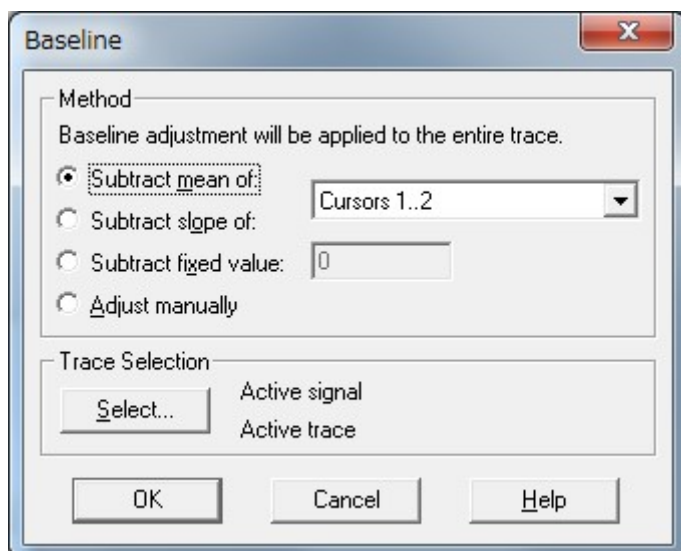 Baseline
Method
Baseline adjustment will be applied to the entire trace.
Subtract mean of:
Cursors 1..2
Subtract slope of:
Subtract fixed value:
0
Adjust manually
Trace Selection
Select...
Active signal
Active trace
OK
Cancel
Help